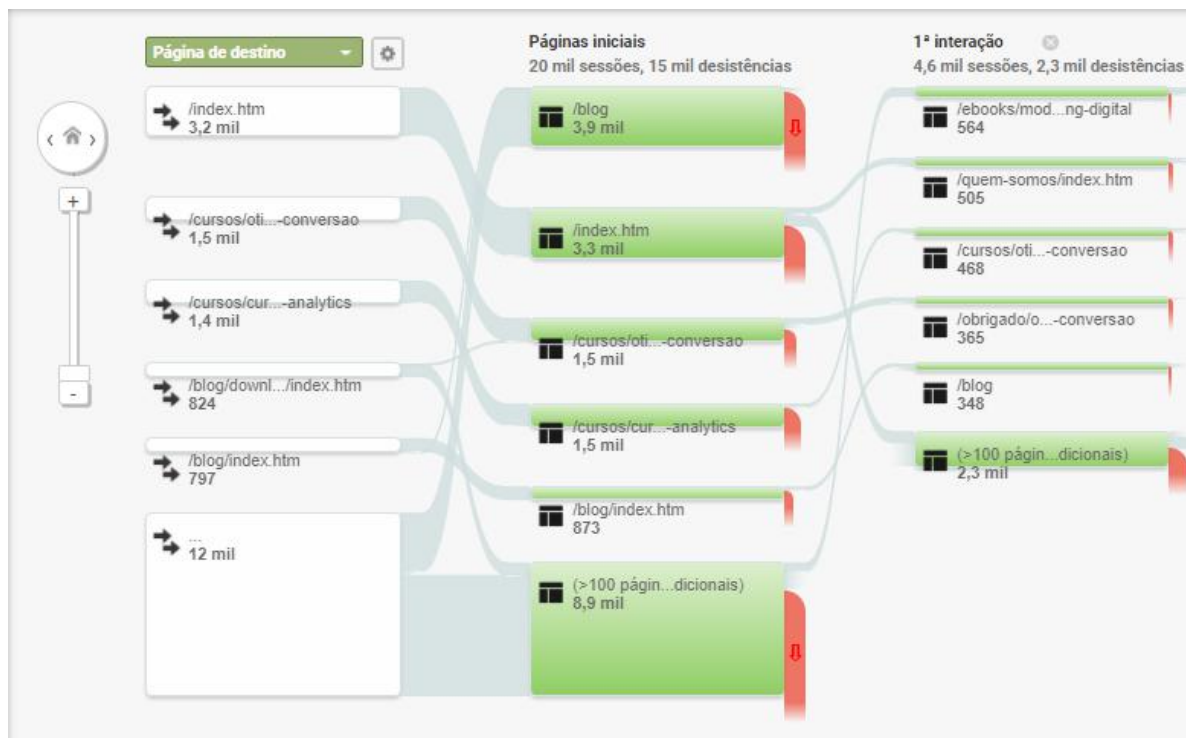 Página de destino
/index.htm
3,2 mil
/cursos/oti...-conversao
1,5 mil
/cursos/cur...-analytics
1,4 mil
/blog/downl.../index.htm
824
/blog/index.htm
797
...
12 mil
Páginas iniciais
20 mil sessões, 15 mil desistências
/blog
3,9 mil
/index.htm
3,3 mil
/cursos/oti...-conversao
1,5 mil
/cursos/cur...-analytics
1,5 mil
/blog/index.htm
873
(>100 págin...dicionais)
8,9 mil
1ª interação
4,6 mil sessões, 2,3 mil desistências
/ebooks/mod...ng-digital
564
/quem-somos/index.htm
505
/cursos/oti...-conversao
468
/obrigado/o...-conversao
365
/blog
348
(>100 págin...dicionais)
2,3 mil